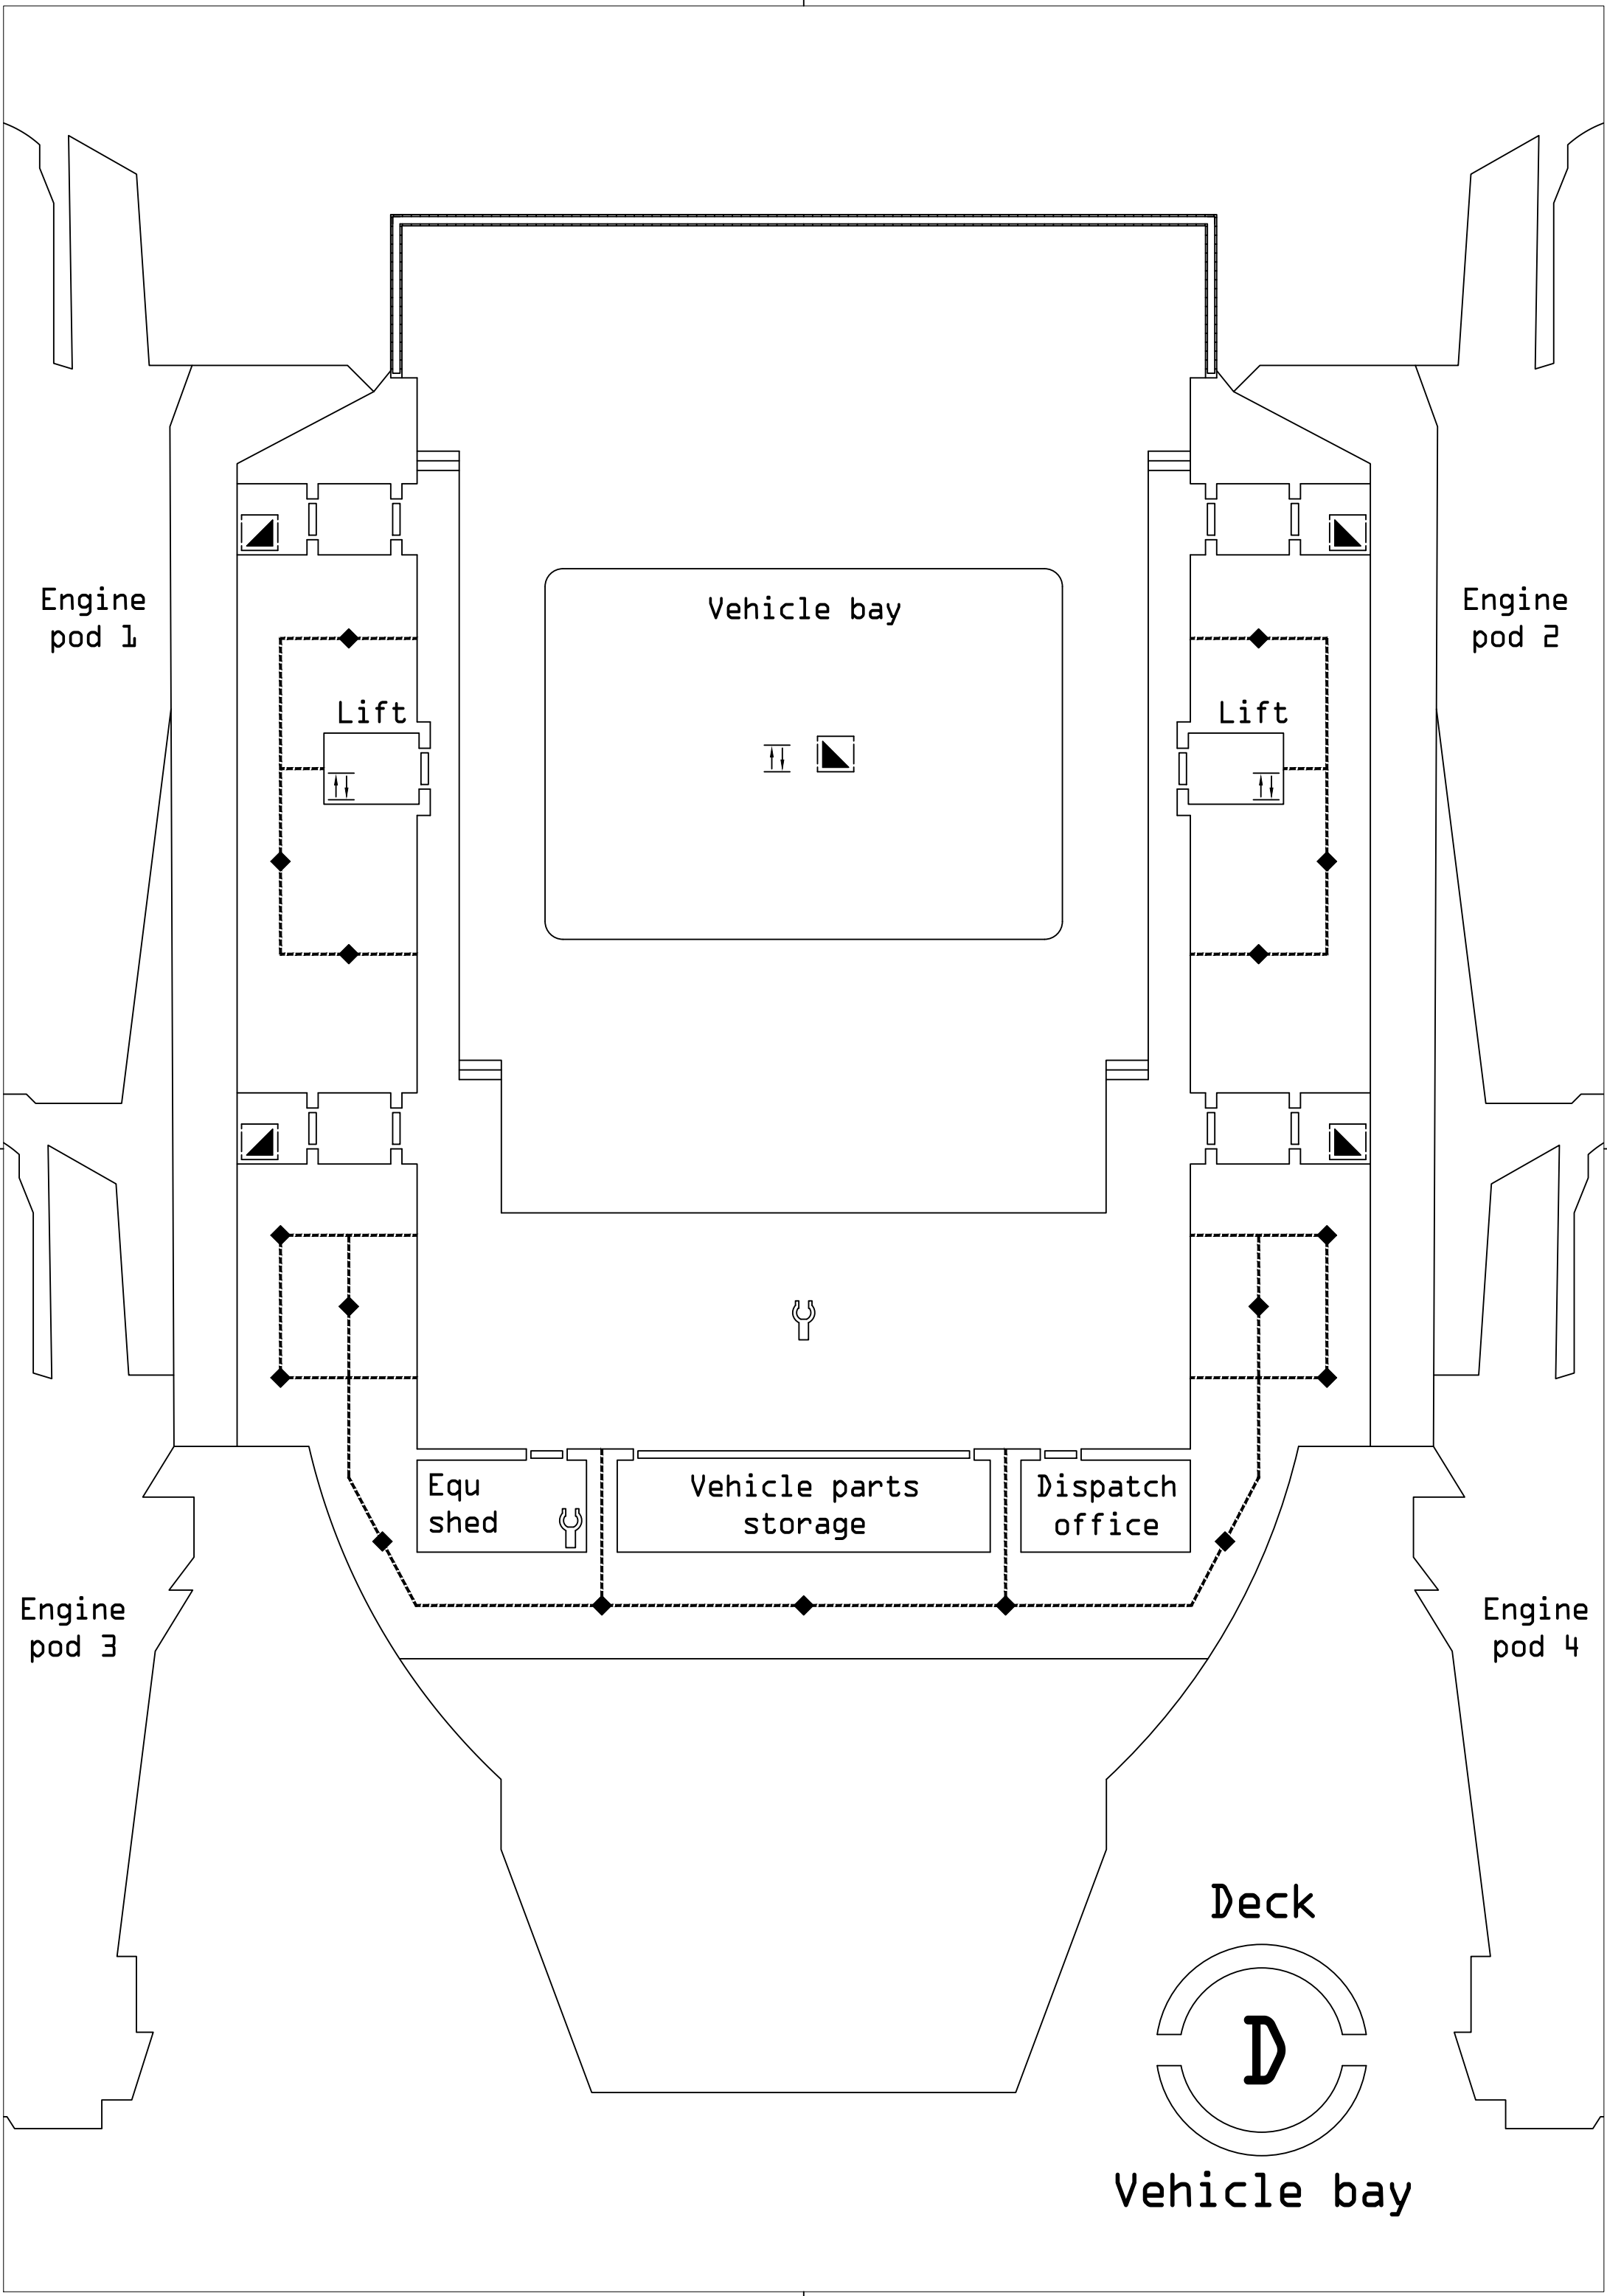 Engine
pod 1
Vehicle bay
Engine
pod 2
Lift
Lift
Equ
shed
Vehicle parts
storage
Dispatch
office
Engine
pod 3
Engine
pod 4
Deck
D
Vehicle bay